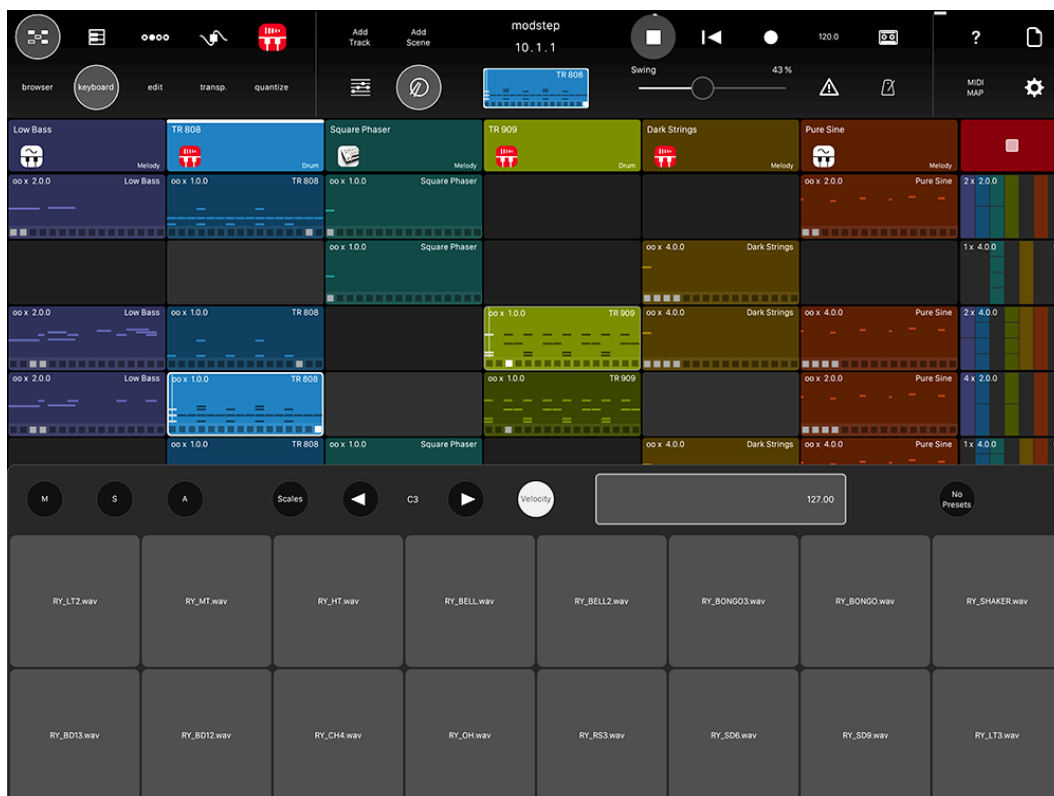 Add Track
Add Scene
modstep
10.1.1
120.0
?
browser
keyboard
edit
transp.
quantize
TR 808
Swing
43 %
MIDI MAP
Low Bass
Melody
TR 808
Drum
Square Phaser
Melody
TR 909
Drum
Dark Strings
Melody
Pure Sine
Melody
oo x 2.0.0 Low Bass
oo x 1.0.0 TR 808
oo x 1.0.0 Square Phaser
oo x 2.0.0 Pure Sine
2 x 2.0.0
oo x 1.0.0 Square Phaser
oo x 4.0.0 Dark Strings
1 x 4.0.0
oo x 2.0.0 Low Bass
oo x 1.0.0 TR 808
oo x 1.0.0 TR 909
oo x 4.0.0 Dark Strings
oo x 4.0.0 Pure Sine
2 x 4.0.0
oo x 2.0.0 Low Bass
oo x 1.0.0 TR 808
oo x 1.0.0 TR 909
oo x 2.0.0 Pure Sine
4 x 2.0.0
oo x 1.0.0 TR 808
oo x 1.0.0 Square Phaser
oo x 4.0.0 Dark Strings
oo x 4.0.0 Pure Sine
1 x 4.0.0
M
S
A
Scales
C3
Velocity
127.00
No Presets
RY_LT2.wav
RY_MT.wav
RY_HT.wav
RY_BELL.wav
RY_BELL2.wav
RY_BONGO3.wav
RY_BONGO.wav
RY_SHAKER.wav
RY_BD13.wav
RY_BD12.wav
RY_CH4.wav
RY_OH.wav
RY_RS3.wav
RY_SD6.wav
RY_SD9.wav
RY_LT3.wav